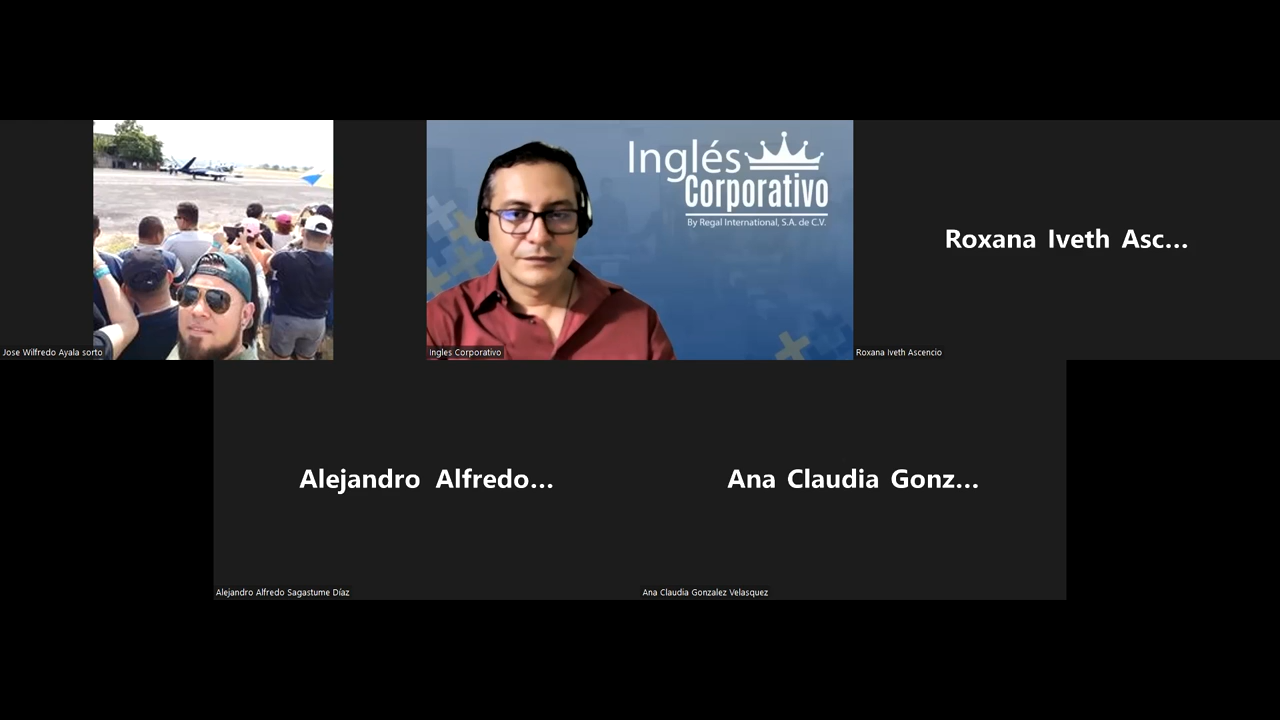 Inglés
Corporativo
By Regal International, S.A. de C.V.
Roxana Iveth Asc...
Jose Wilfredo Ayala sorto
Ingles Corporativo
Roxana Iveth Ascencio
Alejandro Alfredo...
Ana Claudia Gonz...
Alejandro Alfredo Sagastume Díaz
Ana Claudia Gonzalez Velasquez